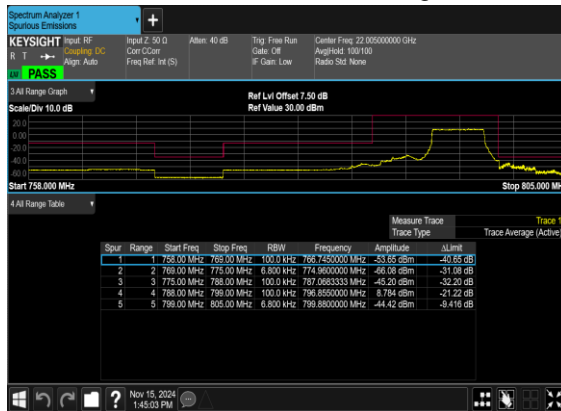 Spectrum Analyzer 1
Spurious Emissions
+
KEYSIGHT Input: RF Input Z: 50 Ω Atten: 40 dB Trig: Free Run Center Freq: 22.005000000 GHz
R T Coupling: DC Corr CCorr Gate: Off Avg|Hold: 100/100
Align: Auto Freq Ref: Int (S) IF Gain: Low Radio Std: None
PASS
3 All Range Graph
Ref Lvl Offset 7.50 dB
Scale/Div 10.0 dB Ref Value 30.00 dBm
20.0
0.00
-20.0
-40.0
-60.0
Start 758.000 MHz Stop 805.000 MH
4 All Range Table
Measure Trace Trace 1
Trace Type Trace Average (Active)
Spur Range Start Freq Stop Freq RBW Frequency Amplitude ΔLimit
1 1 758.00 MHz 769.00 MHz 100.0 kHz 766.7450000 MHz -53.65 dBm -40.65 dB
2 2 769.00 MHz 775.00 MHz 6.800 kHz 774.9600000 MHz -66.08 dBm -31.08 dB
3 3 775.00 MHz 788.00 MHz 100.0 kHz 787.0683333 MHz -45.20 dBm -32.20 dB
4 4 788.00 MHz 799.00 MHz 100.0 kHz 796.8550000 MHz 8.784 dBm -21.22 dB
5 5 799.00 MHz 805.00 MHz 6.800 kHz 799.8800000 MHz -44.42 dBm -9.416 dB
?
Nov 15, 2024
1:45:03 PM